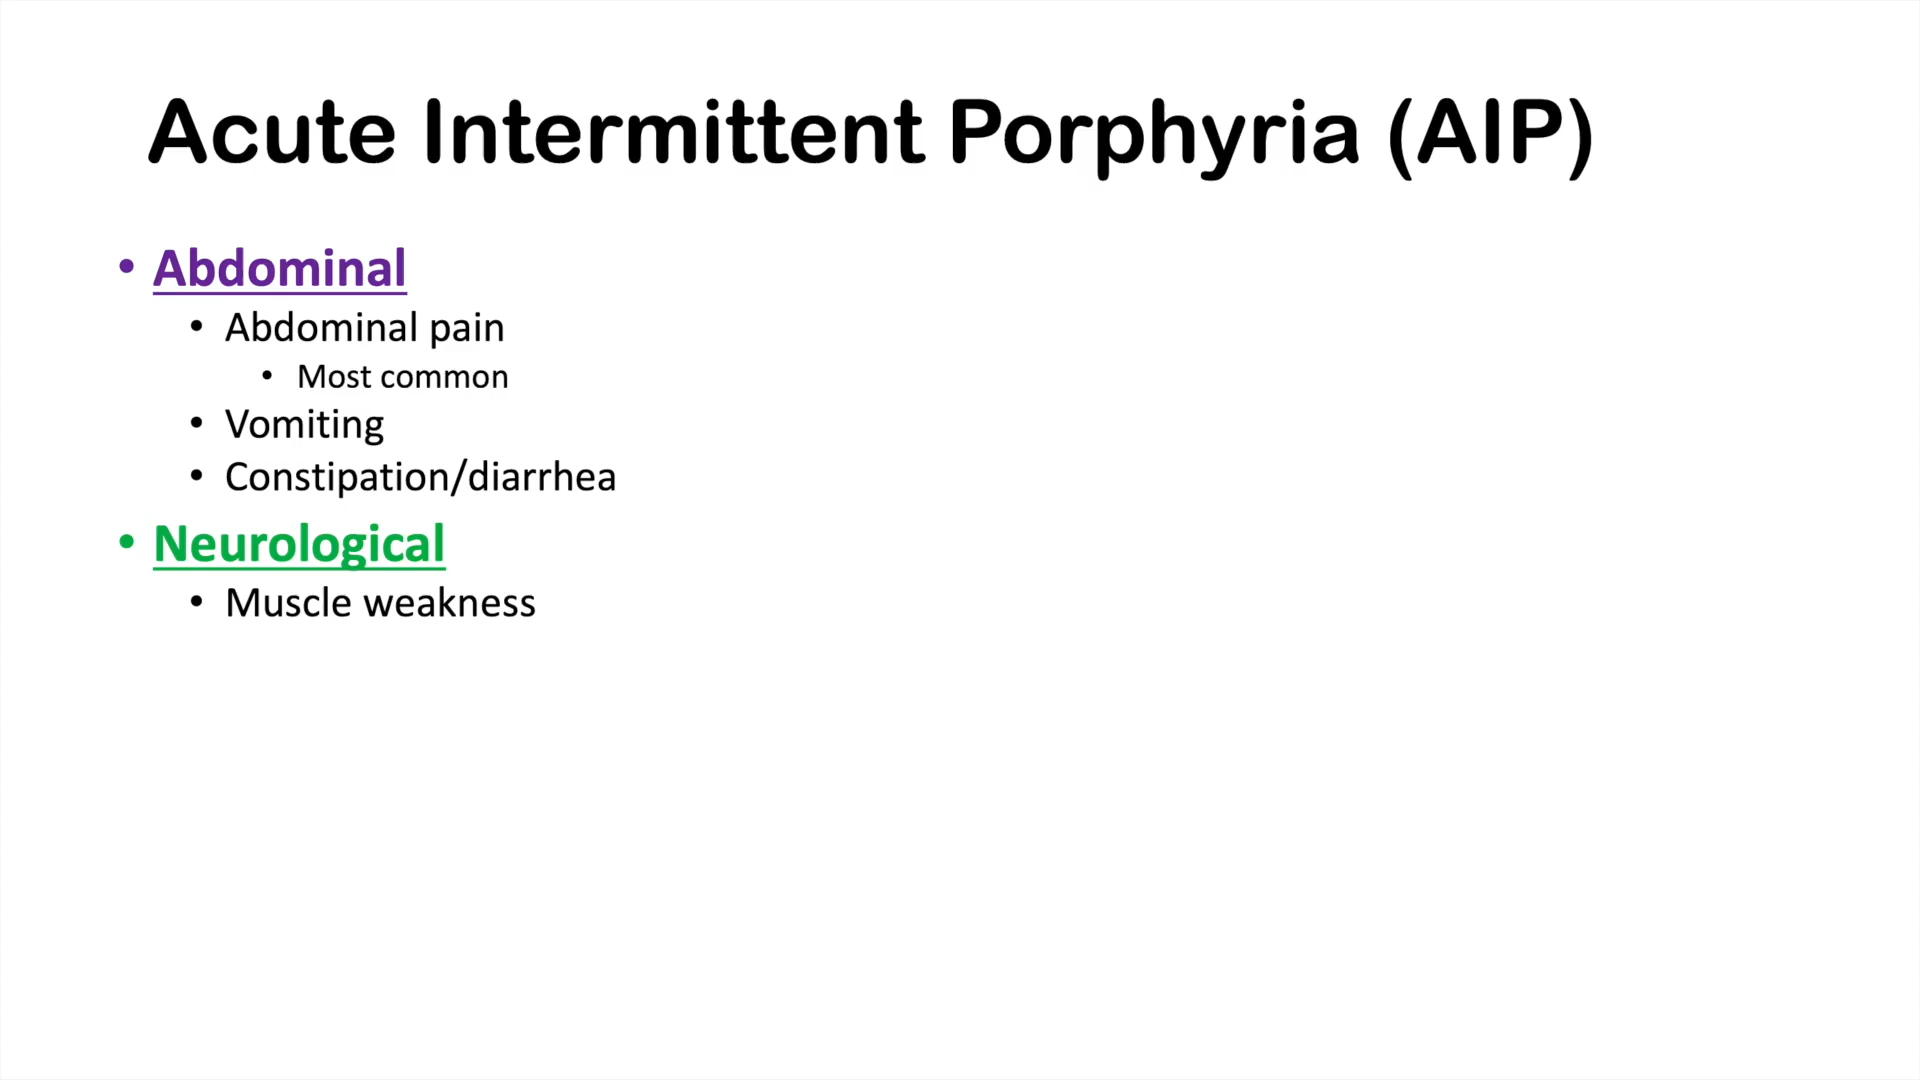 Acute Intermittent Porphyria (AIP)
• Abdominal
• Abdominal pain
• Most common
• Vomiting
• Constipation/diarrhea
• Neurological
• Muscle weakness